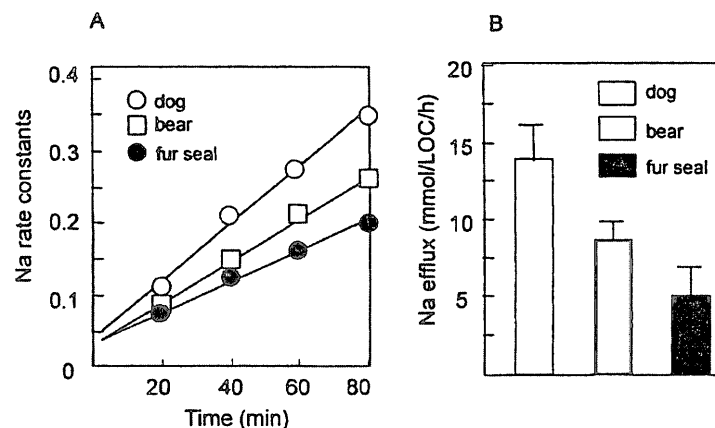 A
0.4
0.3
0.2
0.1
0
Na rate constants
dog
bear
fur seal
20
40
60
80
Time (min)
B
20
15
10
5
0
Na efflux (mmol/LOC/h)
dog
bear
fur seal